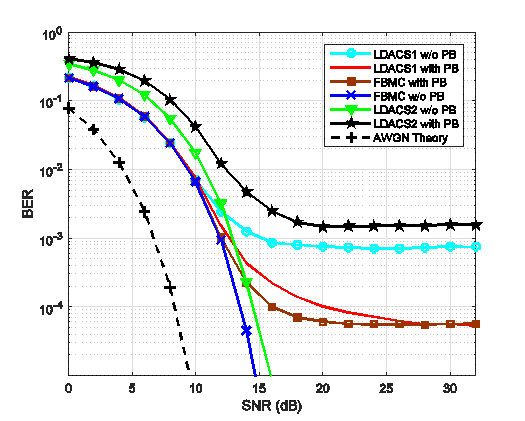 10^0
10^-1
10^-2
10^-3
10^-4
BER
0
5
10
15
20
25
30
SNR (dB)
LDACS1 w/o PB
LDACS1 with PB
FBMC with PB
FBMC w/o PB
LDACS2 w/o PB
LDACS2 with PB
AWGN Theory